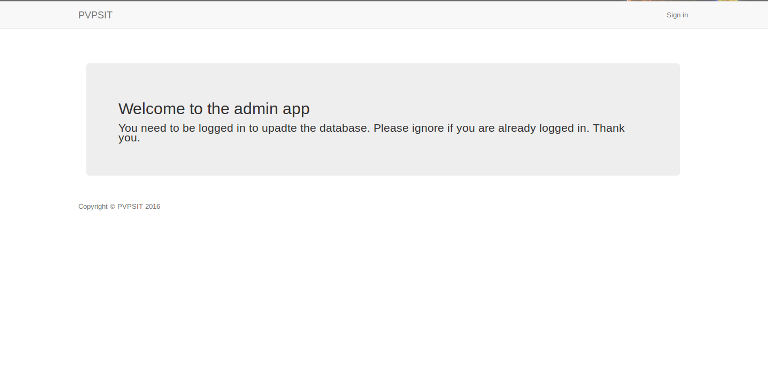 PVPSIT
Sign in
Welcome to the admin app
You need to be logged in to upadte the database. Please ignore if you are already logged in. Thank
you.
Copyright © PVPSIT 2016